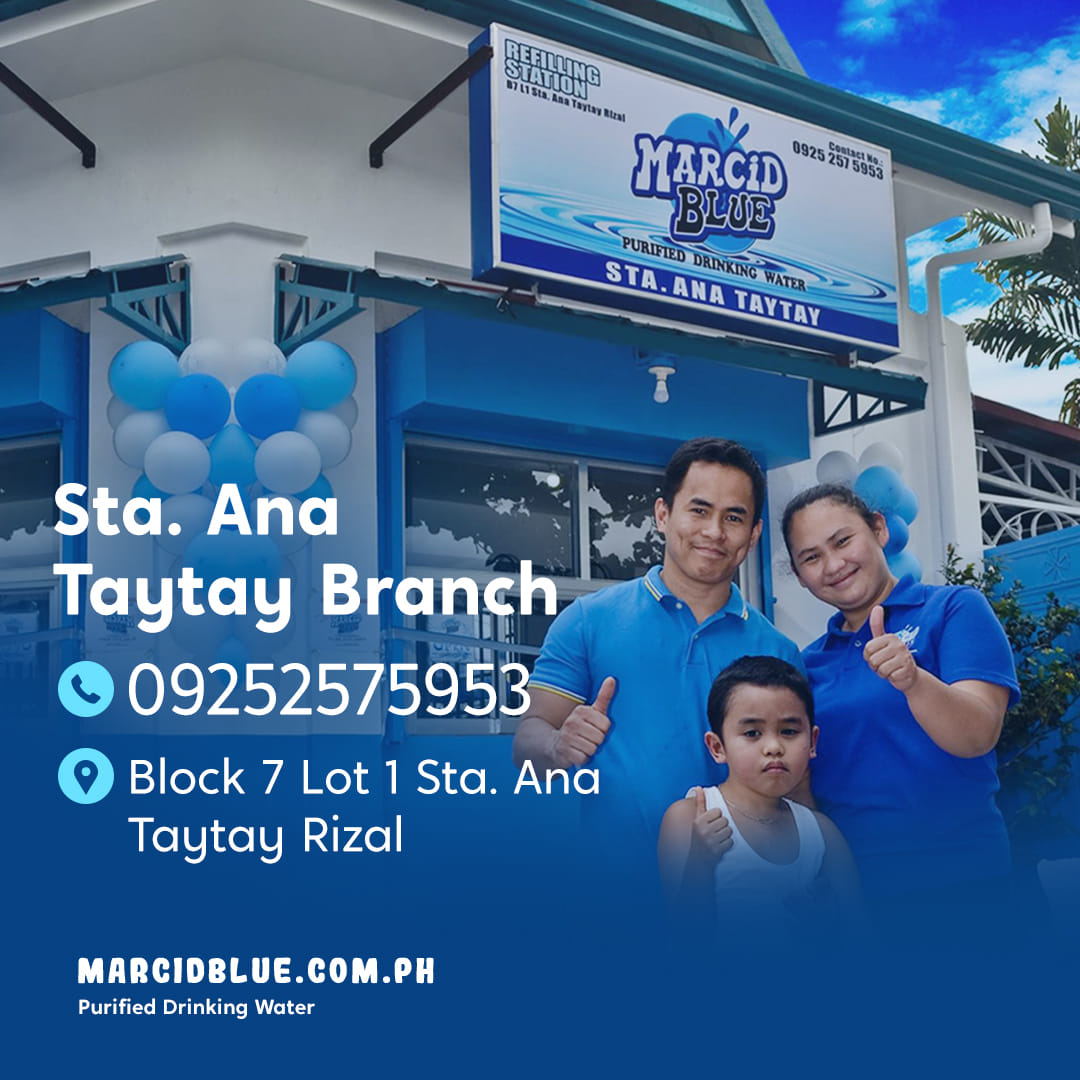 REFILLING
STATION
B7 L1 Sta. Ana Taytay Rizal
Contact No.:
0925 257 5953
MARCID
BLUE
PURIFIED DRINKING WATER
STA. ANA TAYTAY
Sta. Ana
Taytay Branch
09252575953
Block 7 Lot 1 Sta. Ana
Taytay Rizal
MARCIDBLUE.COM.PH
Purified Drinking Water